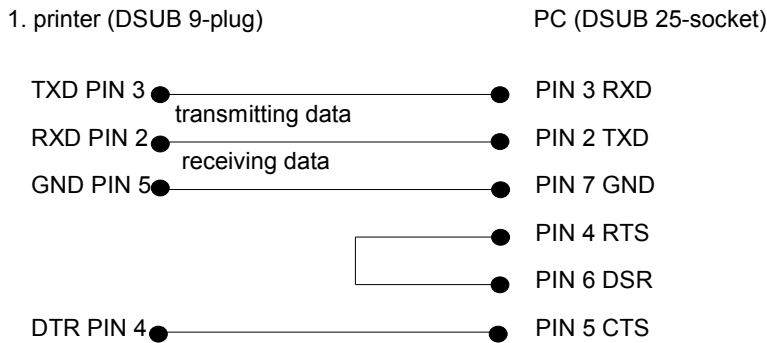 1. printer (DSUB 9-plug) PC (DSUB 25-socket)
TXD PIN 3 PIN 3 RXD
transmitting data
RXD PIN 2 PIN 2 TXD
receiving data
GND PIN 5 PIN 7 GND
PIN 4 RTS
PIN 6 DSR
DTR PIN 4 PIN 5 CTS